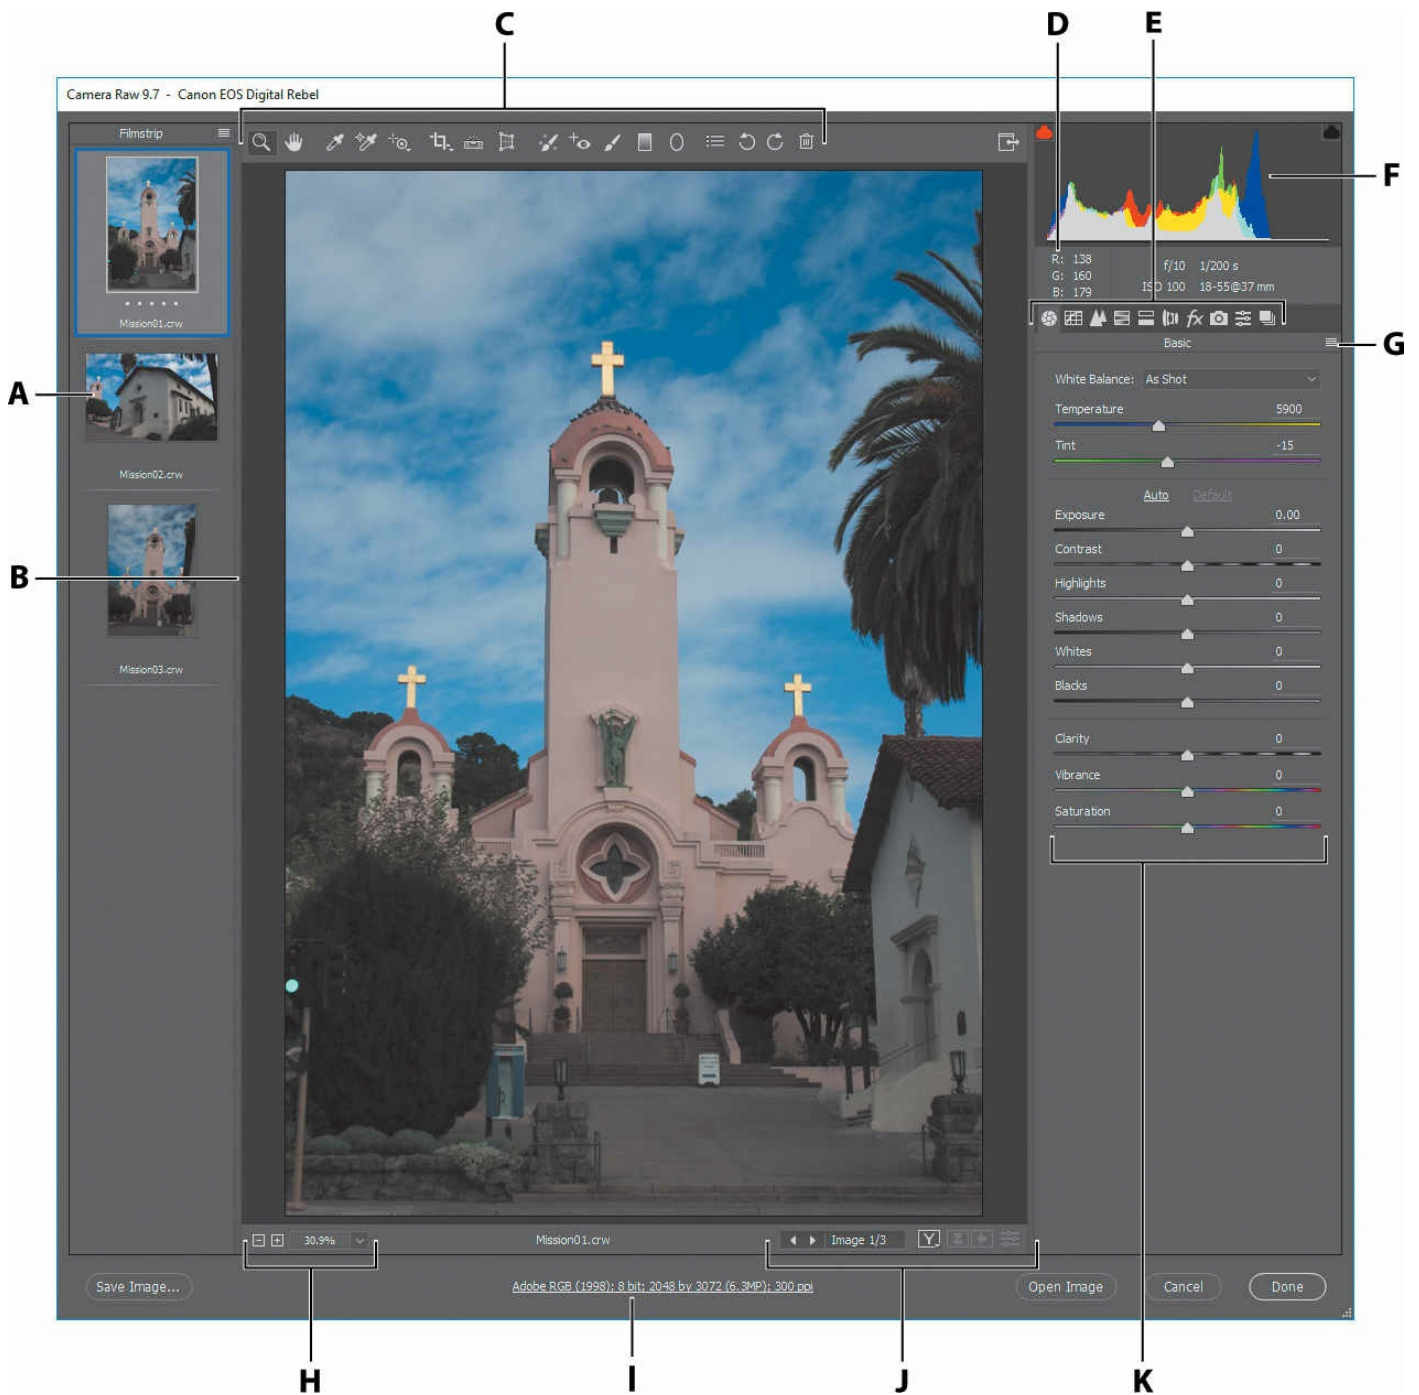 C
D
E
Camera Raw 9.7 - Canon EOS Digital Rebel
Filmstrip
Mission01.crw
A
Mission02.crw
B
Mission03.crw
F
R: 138
G: 160
B: 179
f/10 1/200 s
ISO 100 18-55@37 mm
fx
Basic
G
White Balance: As Shot
Temperature 5900
Tint -15
Auto Default
Exposure 0.00
Contrast 0
Highlights 0
Shadows 0
Whites 0
Blacks 0
Clarity 0
Vibrance 0
Saturation 0
30.9%
Mission01.crw
Image 1/3
Y
Save Image...
Adobe RGB (1998); 8 bit; 2048 by 3072 (6.3MP); 300 ppi
Open Image
Cancel
Done
H
I
J
K